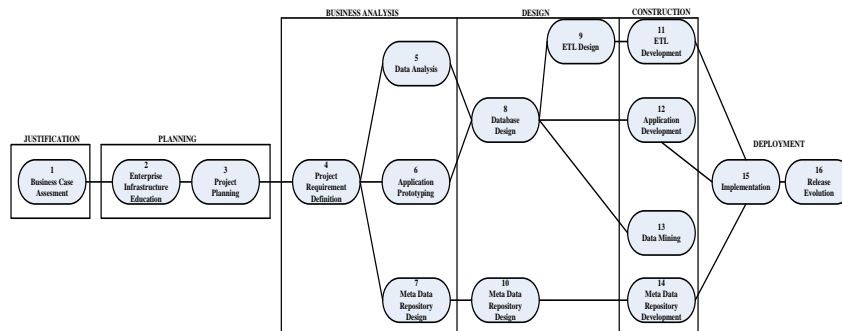 BUSINESS ANALYSIS
DESIGN
CONSTRUCTION
JUSTIFICATION
PLANNING
DEPLOYMENT
1
Business Case
Assesment
2
Enterprise
Infrastructure
Education
3
Project
Planning
4
Project
Requirement
Definition
5
Data Analysis
6
Application
Prototyping
7
Meta Data
Repository
Design
8
Database
Design
9
ETL Design
10
Meta Data
Repository
Design
11
ETL
Development
12
Application
Development
13
Data Mining
14
Meta Data
Repository
Development
15
Implementation
16
Release
Evolution